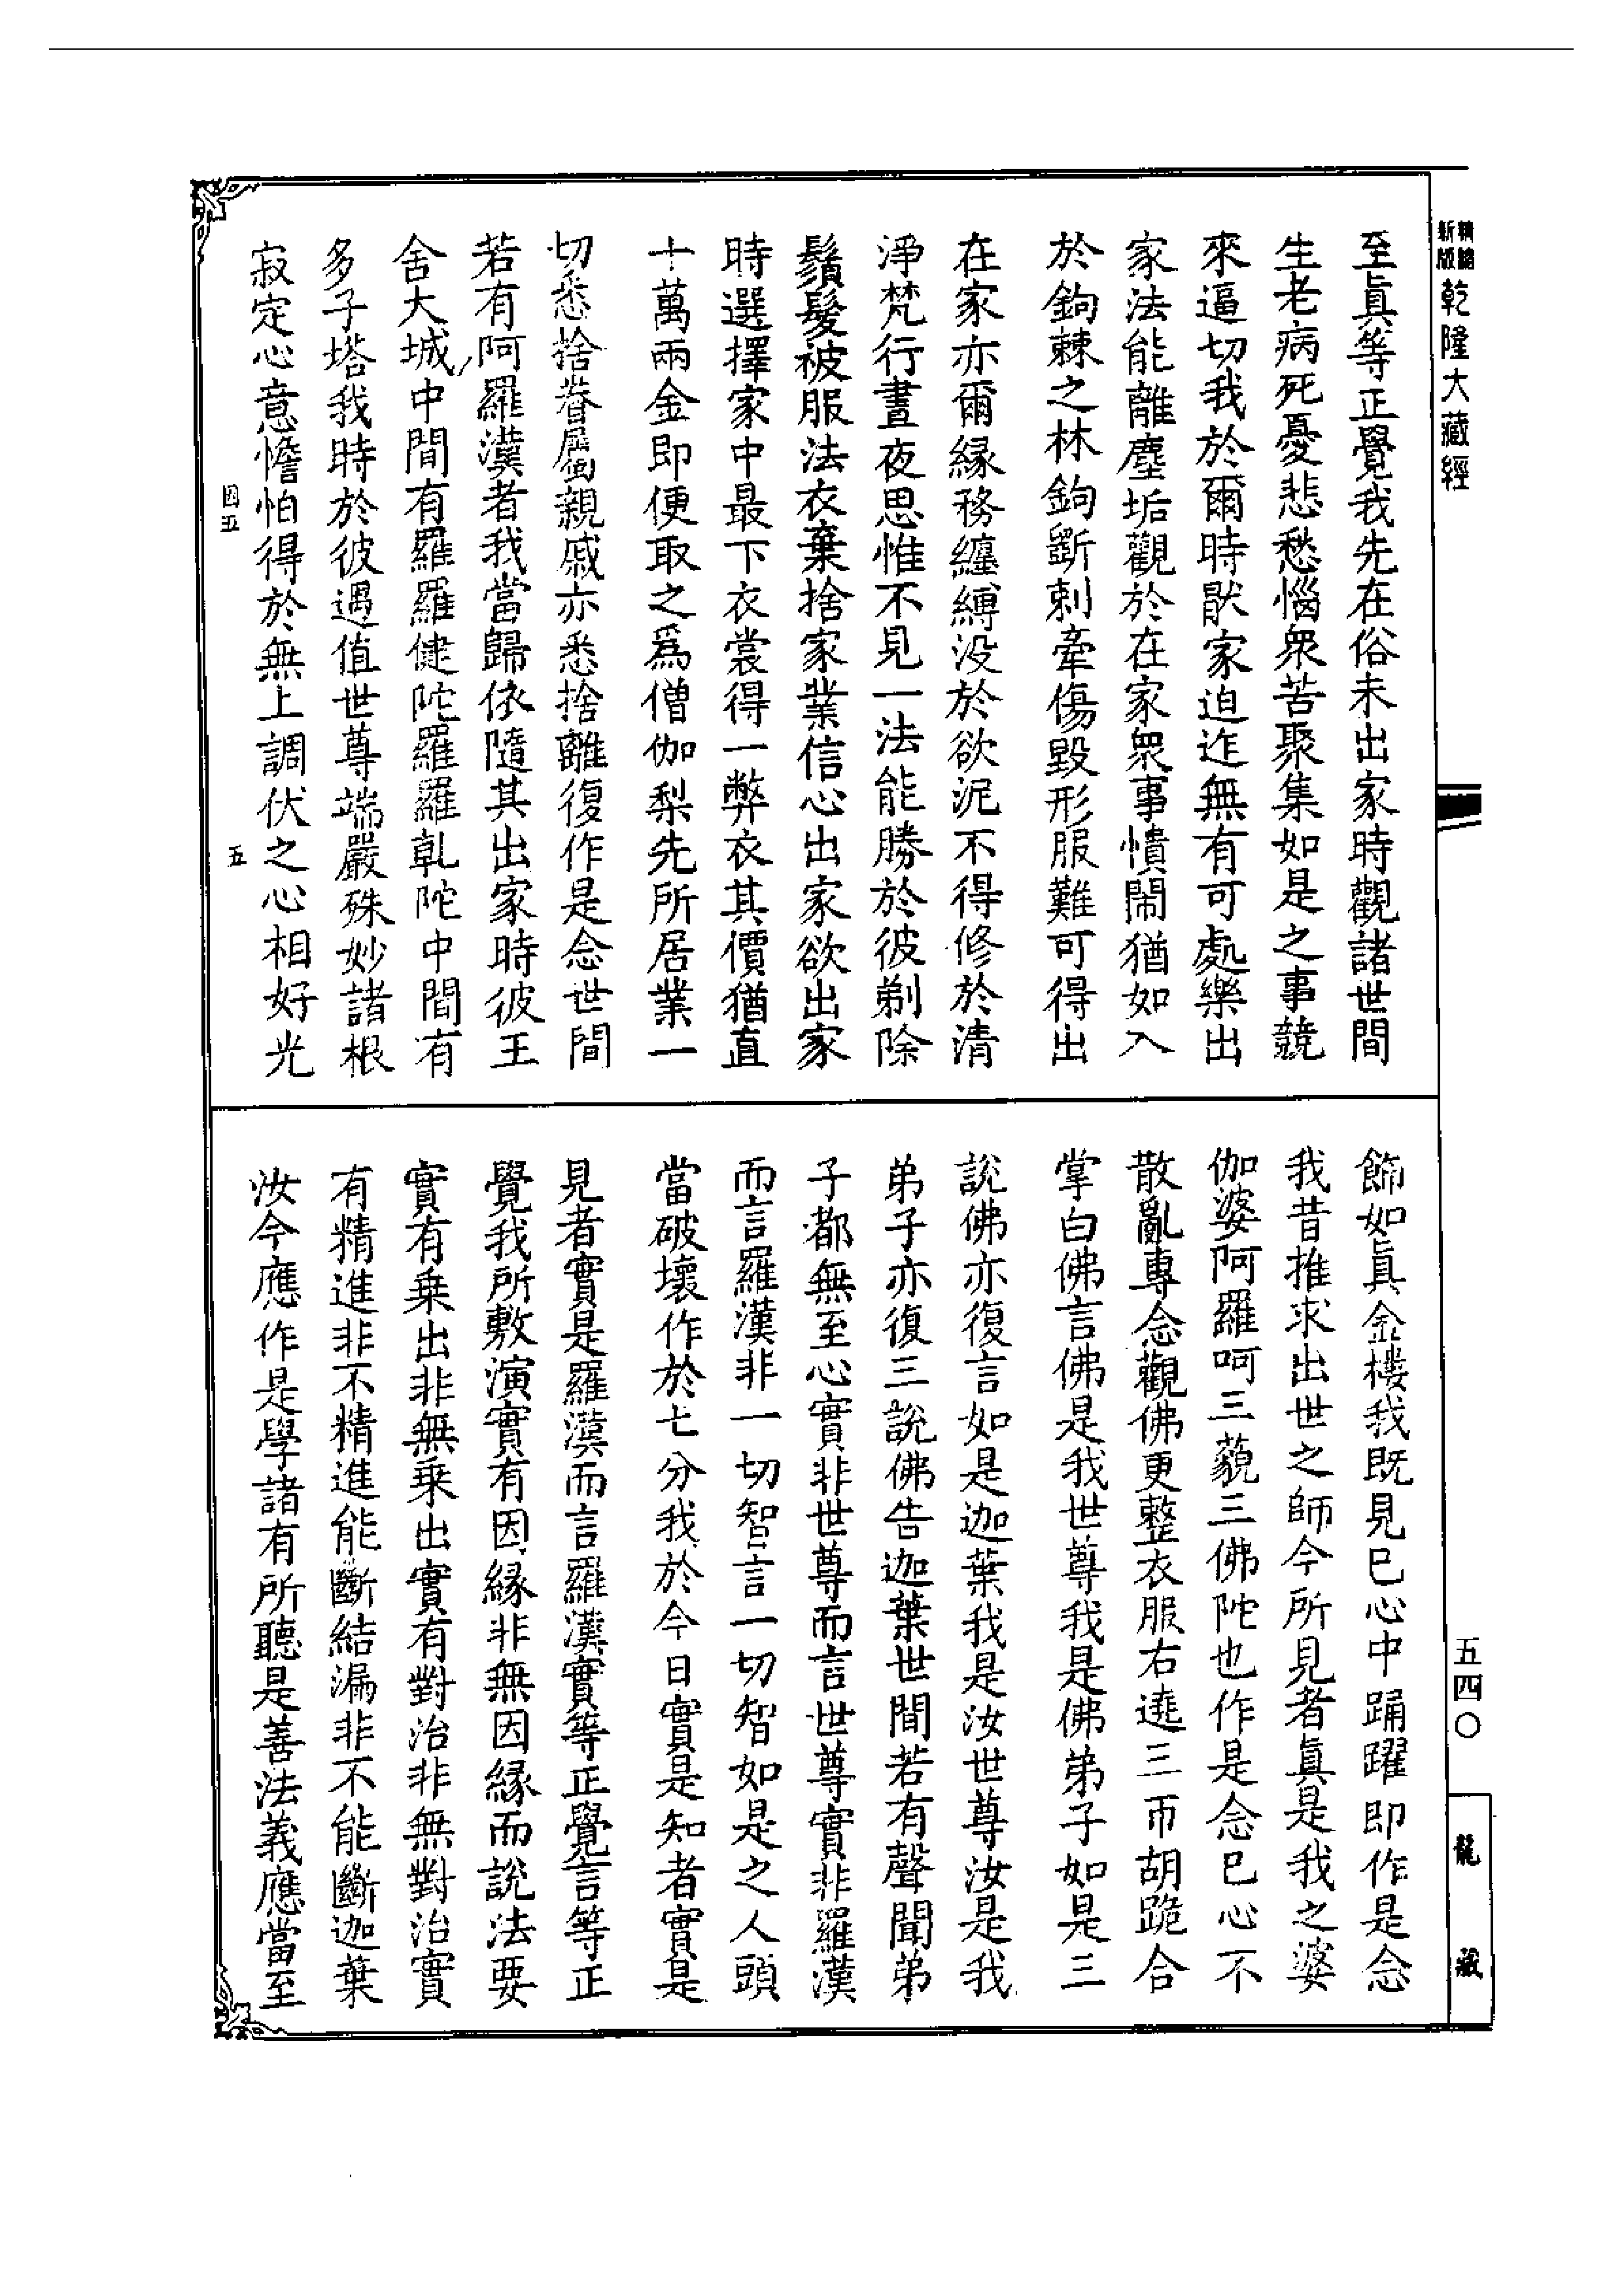 新版
精縮
乾隆大藏經
至眞等正覺我先在俗未出家時觀諸世間
生老病死憂悲愁惱衆苦聚集如是之事競
來逼切我於爾時猒家迫迮無有可處樂出
家法能離塵垢觀於在家衆事憒閙猶如入
於鉤棘之林鉤斷刺牽傷毀形服難可得出
在家亦爾緣務纏縛没於欲泥不得修於清
淨梵行晝夜思惟不見一法能勝於彼剃除
鬚髮被服法衣棄捨家業信心出家欲出家
時選擇家中最下衣裳得一弊衣其價猶直
十萬兩金即便取之爲僧伽梨先所居業一
切悉捨眷屬親戚亦悉捨離復作是念世間
若有阿羅漢者我當歸依隨其出家時彼王
舍大城中間有羅羅健陀羅羅乹陀中間有
多子塔我時於彼遇值世尊端嚴殊妙諸根
寂定心意憺怕得於無上調伏之心相好光
國五
五
飾如眞金樓我旣見巳心中踊躍即作是念
我昔推求出世之師今所見者眞是我之婆
伽婆阿羅呵三藐三佛陀也作是念巳心不
散亂專念觀佛更整衣服右遶三帀胡跪合
掌白佛言佛是我世尊我是佛弟子如是三
說佛亦復言如是迦葉我是汝世尊汝是我
弟子亦復三說佛告迦葉世間若有聲聞弟
子都無至心實非世尊而言世尊實非羅漢
而言羅漢非一切智言一切智如是之人頭
當破壞作於七分我於今日實是知者實是
見者實是羅漢而言羅漢實等正覺言等正
覺我所敷演實有因緣非無因緣而說法要
實有乗出非無乗出實有對治非無對治實
有精進非不精進能斷結漏非不能斷迦葉
汝今應作是學諸有所聽是善法義應當至
五四〇
龍藏